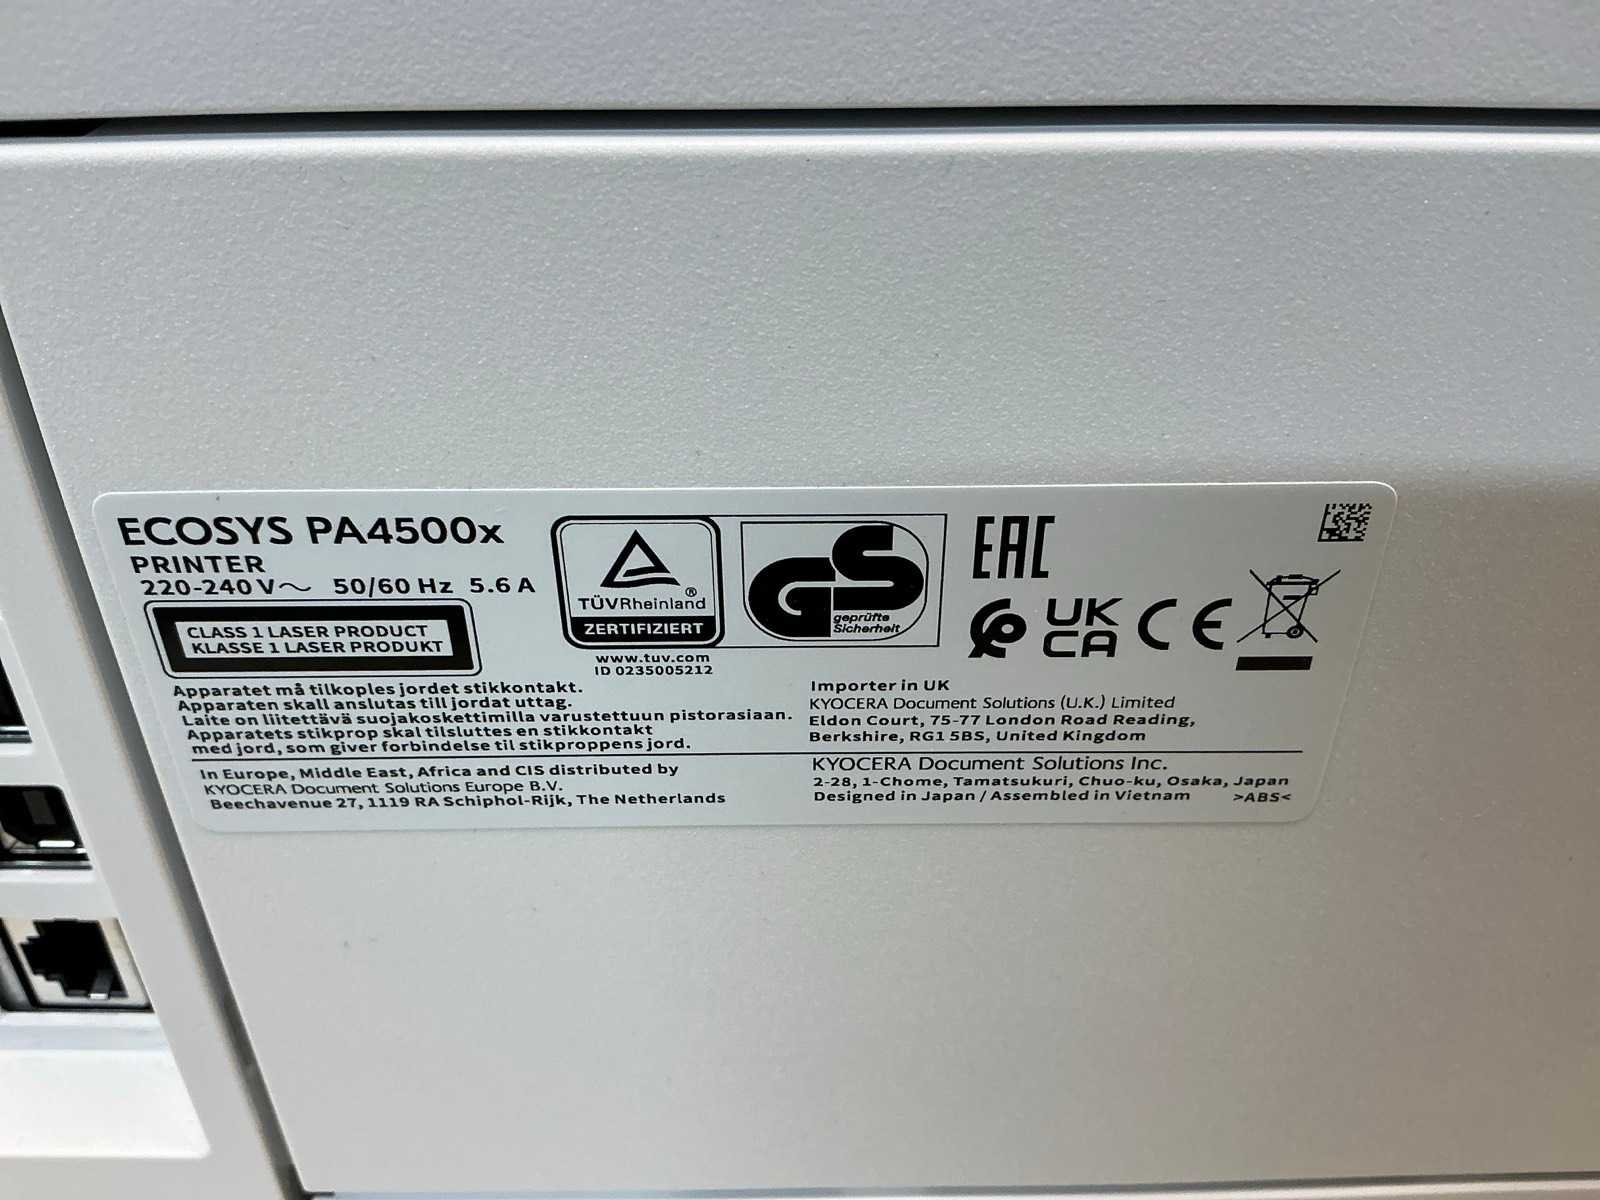 ECOSYS PA4500x
PRINTER
220-240 V～ 50/60 Hz 5.6 A
CLASS 1 LASER PRODUCT
KLASSE 1 LASER PRODUKT
TÜVRheinland®
ZERTIFIZIERT
www.tuv.com
ID 0235005212
GS
geprüfte
Sicherheit
EAC
UK
CA
CE
Apparatet må tilkoples jordet stikkontakt.
Apparaten skall anslutas till jordat uttag.
Laite on liitettävä suojakoskettimilla varustettuun pistorasiaan.
Apparatets stikprop skal tilsluttes en stikkontakt
med jord, som giver forbindelse til stikproppens jord.
Importer in UK
KYOCERA Document Solutions (U.K.) Limited
Eldon Court, 75-77 London Road Reading,
Berkshire, RG1 5BS, United Kingdom
In Europe, Middle East, Africa and CIS distributed by
KYOCERA Document Solutions Europe B.V.
Beechavenue 27, 1119 RA Schiphol-Rijk, The Netherlands
KYOCERA Document Solutions Inc.
2-28, 1-Chome, Tamatsukuri, Chuo-ku, Osaka, Japan
Designed in Japan / Assembled in Vietnam >ABS<